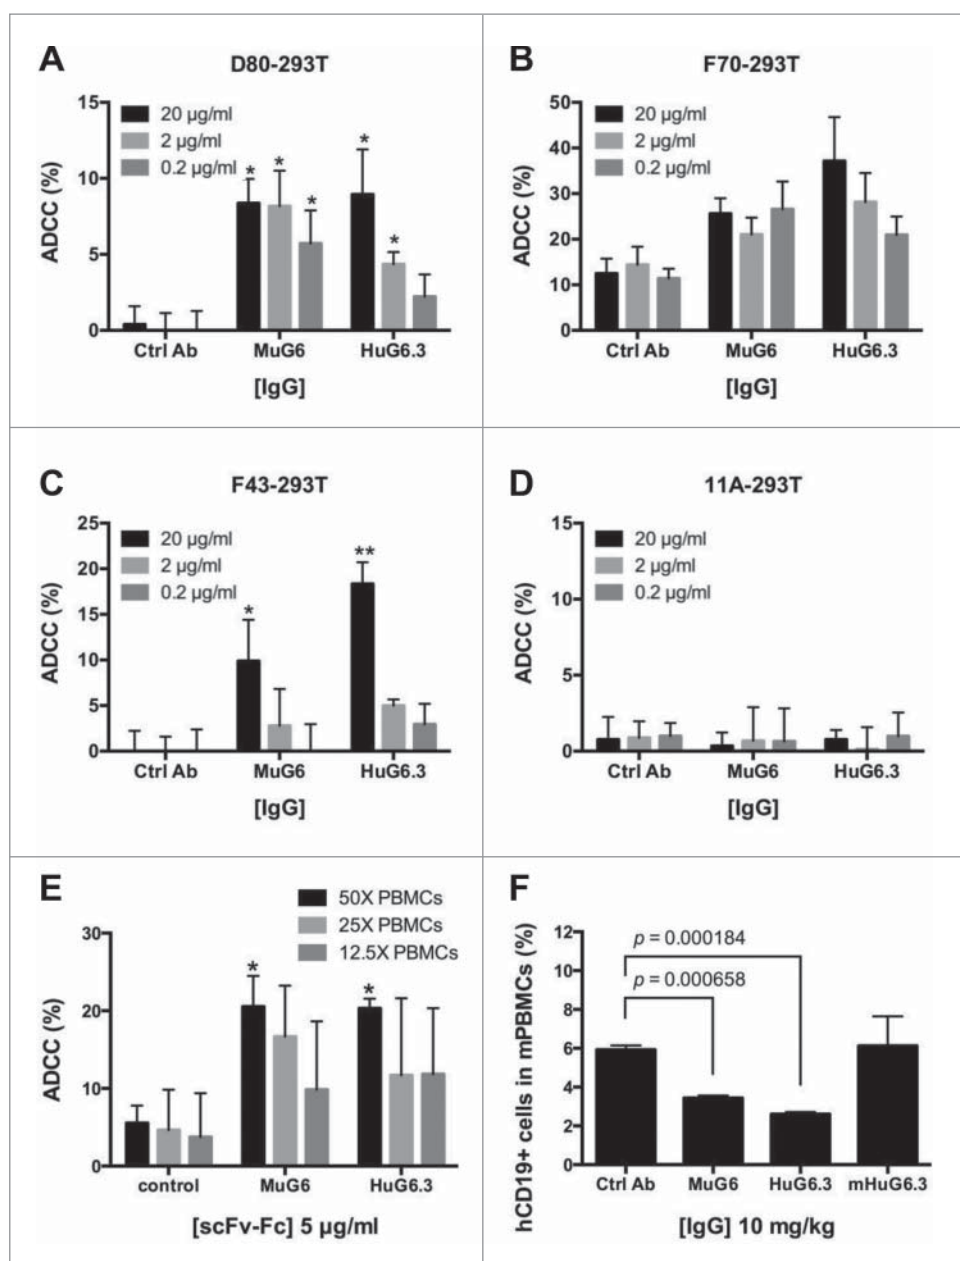 A
D80-293T
20 µg/ml
2 µg/ml
0.2 µg/ml
ADCC (%)
15
10
5
0
* * * * *
Ctrl Ab MuG6 HuG6.3
[IgG]
B
F70-293T
20 µg/ml
2 µg/ml
0.2 µg/ml
ADCC (%)
50
40
30
20
10
0
Ctrl Ab MuG6 HuG6.3
[IgG]
C
F43-293T
20 µg/ml
2 µg/ml
0.2 µg/ml
ADCC (%)
25
20
15
10
5
0
* **
Ctrl Ab MuG6 HuG6.3
[IgG]
D
11A-293T
20 µg/ml
2 µg/ml
0.2 µg/ml
ADCC (%)
15
10
5
0
Ctrl Ab MuG6 HuG6.3
[IgG]
E
50X PBMCs
25X PBMCs
12.5X PBMCs
ADCC (%)
30
20
10
0
* *
control MuG6 HuG6.3
[scFv-Fc] 5 µg/ml
F
hCD19+ cells in mPBMCs (%)
12
10
8
6
4
2
0
p = 0.000184
p = 0.000658
Ctrl Ab MuG6 HuG6.3 mHuG6.3
[IgG] 10 mg/kg